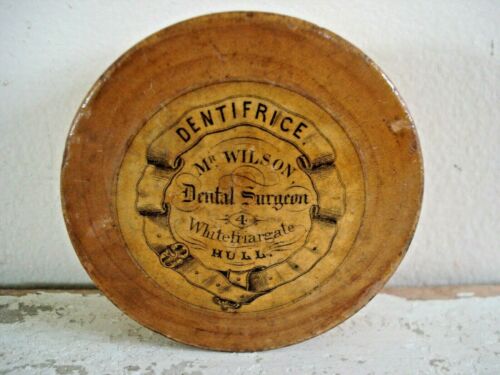 DENTIFRICE.
Mr WILSON
Dental Surgeon
4
Whitefriargate
HULL.